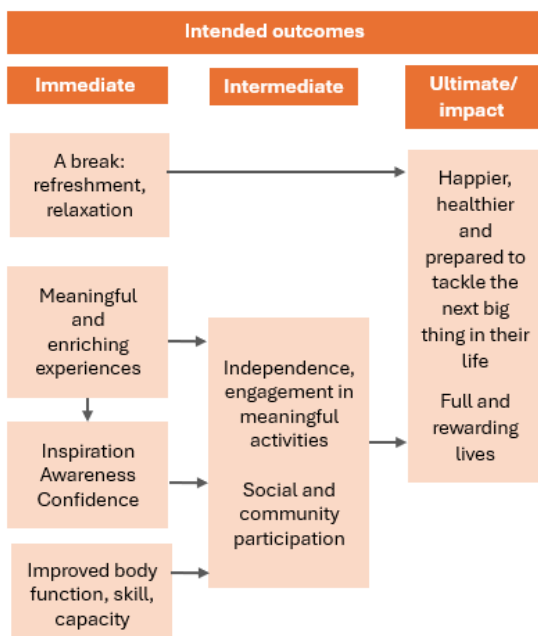 Intended outcomes
Immediate
Intermediate
Ultimate/
impact
A break:
refreshment,
relaxation
Meaningful
and
enriching
experiences
Inspiration
Awareness
Confidence
Improved body
function, skill,
capacity
Independence,
engagement in
meaningful
activities
Social and
community
participation
Happier,
healthier
and
prepared to
tackle the
next big
thing in their
life
Full and
rewarding
lives